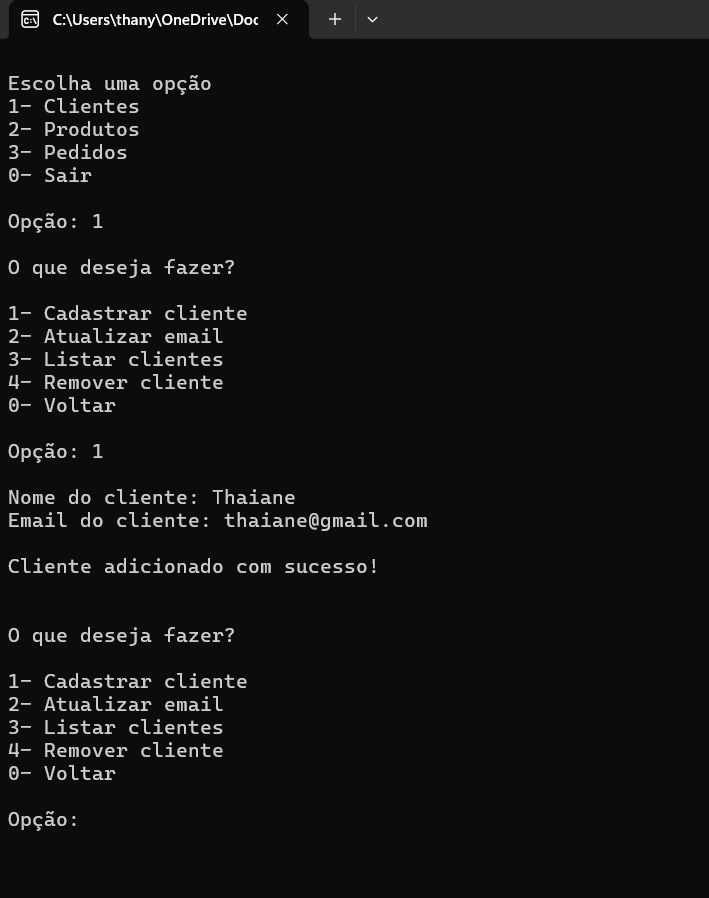 C:\Users\thany\OneDrive\Doc
Escolha uma opção
1- Clientes
2- Produtos
3- Pedidos
0- Sair
Opção: 1
O que deseja fazer?
1- Cadastrar cliente
2- Atualizar email
3- Listar clientes
4- Remover cliente
0- Voltar
Opção: 1
Nome do cliente: Thaiane
Email do cliente: thaiane@gmail.com
Cliente adicionado com sucesso!
O que deseja fazer?
1- Cadastrar cliente
2- Atualizar email
3- Listar clientes
4- Remover cliente
0- Voltar
Opção: